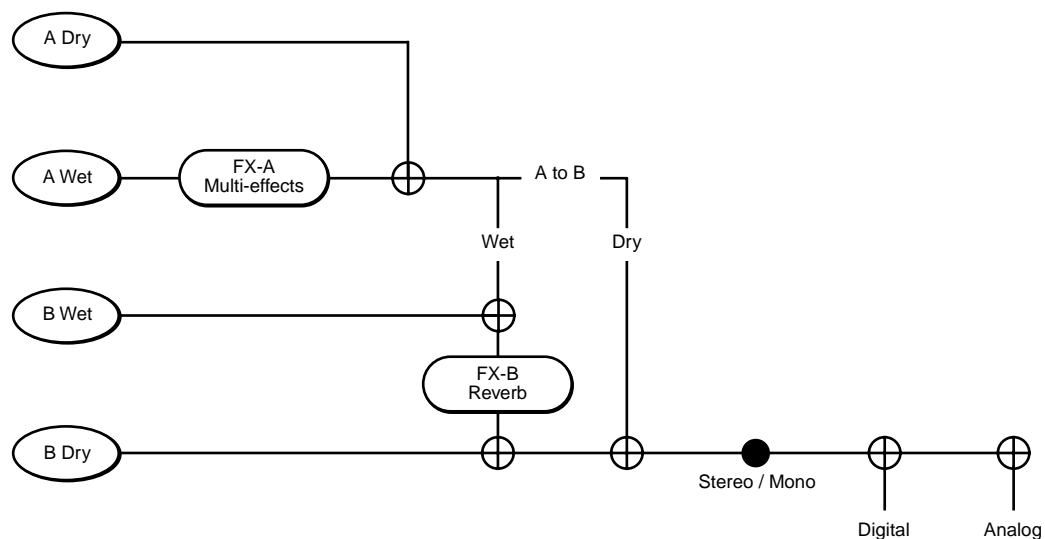 A Dry
A Wet
FX-A
Multi-effects
A to B
Wet
Dry
B Wet
FX-B
Reverb
B Dry
Stereo / Mono
Digital
Analog